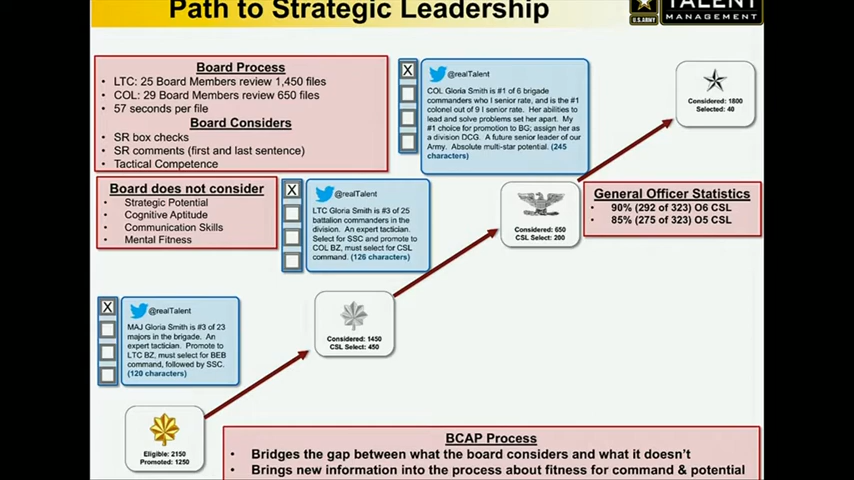 Path to Strategic Leadership
U.S. ARMY
TALENT
MANAGEMENT
Board Process
• LTC: 25 Board Members review 1,450 files
• COL: 29 Board Members review 650 files
• 57 seconds per file
Board Considers
• SR box checks
• SR comments (first and last sentence)
• Tactical Competence
Board does not consider
• Strategic Potential
• Cognitive Aptitude
• Communication Skills
• Mental Fitness
X
@realTalent
COL Gloria Smith is #1 of 6 brigade
commanders who I senior rate, and is the #1
colonel out of 9 I senior rate. Her abilities to
lead and solve problems set her apart. My
#1 choice for promotion to BG; assign her as
a division DCG. A future senior leader of our
Army. Absolute multi-star potential. (245
characters)
Considered: 1800
Selected: 40
X
@realTalent
LTC Gloria Smith is #3 of 25
battalion commanders in the
division. An expert tactician.
Select for SSC and promote to
COL BZ, must select for CSL
command. (126 characters)
Considered: 650
CSL Select: 200
General Officer Statistics
• 90% (292 of 323) O6 CSL
• 85% (275 of 323) O5 CSL
X
@realTalent
MAJ Gloria Smith is #3 of 23
majors in the brigade. An
expert tactician. Promote to
LTC BZ, must select for BEB
command, followed by SSC.
(120 characters)
Considered: 1450
CSL Select: 450
Eligible: 2150
Promoted: 1250
BCAP Process
• Bridges the gap between what the board considers and what it doesn't
• Brings new information into the process about fitness for command & potential